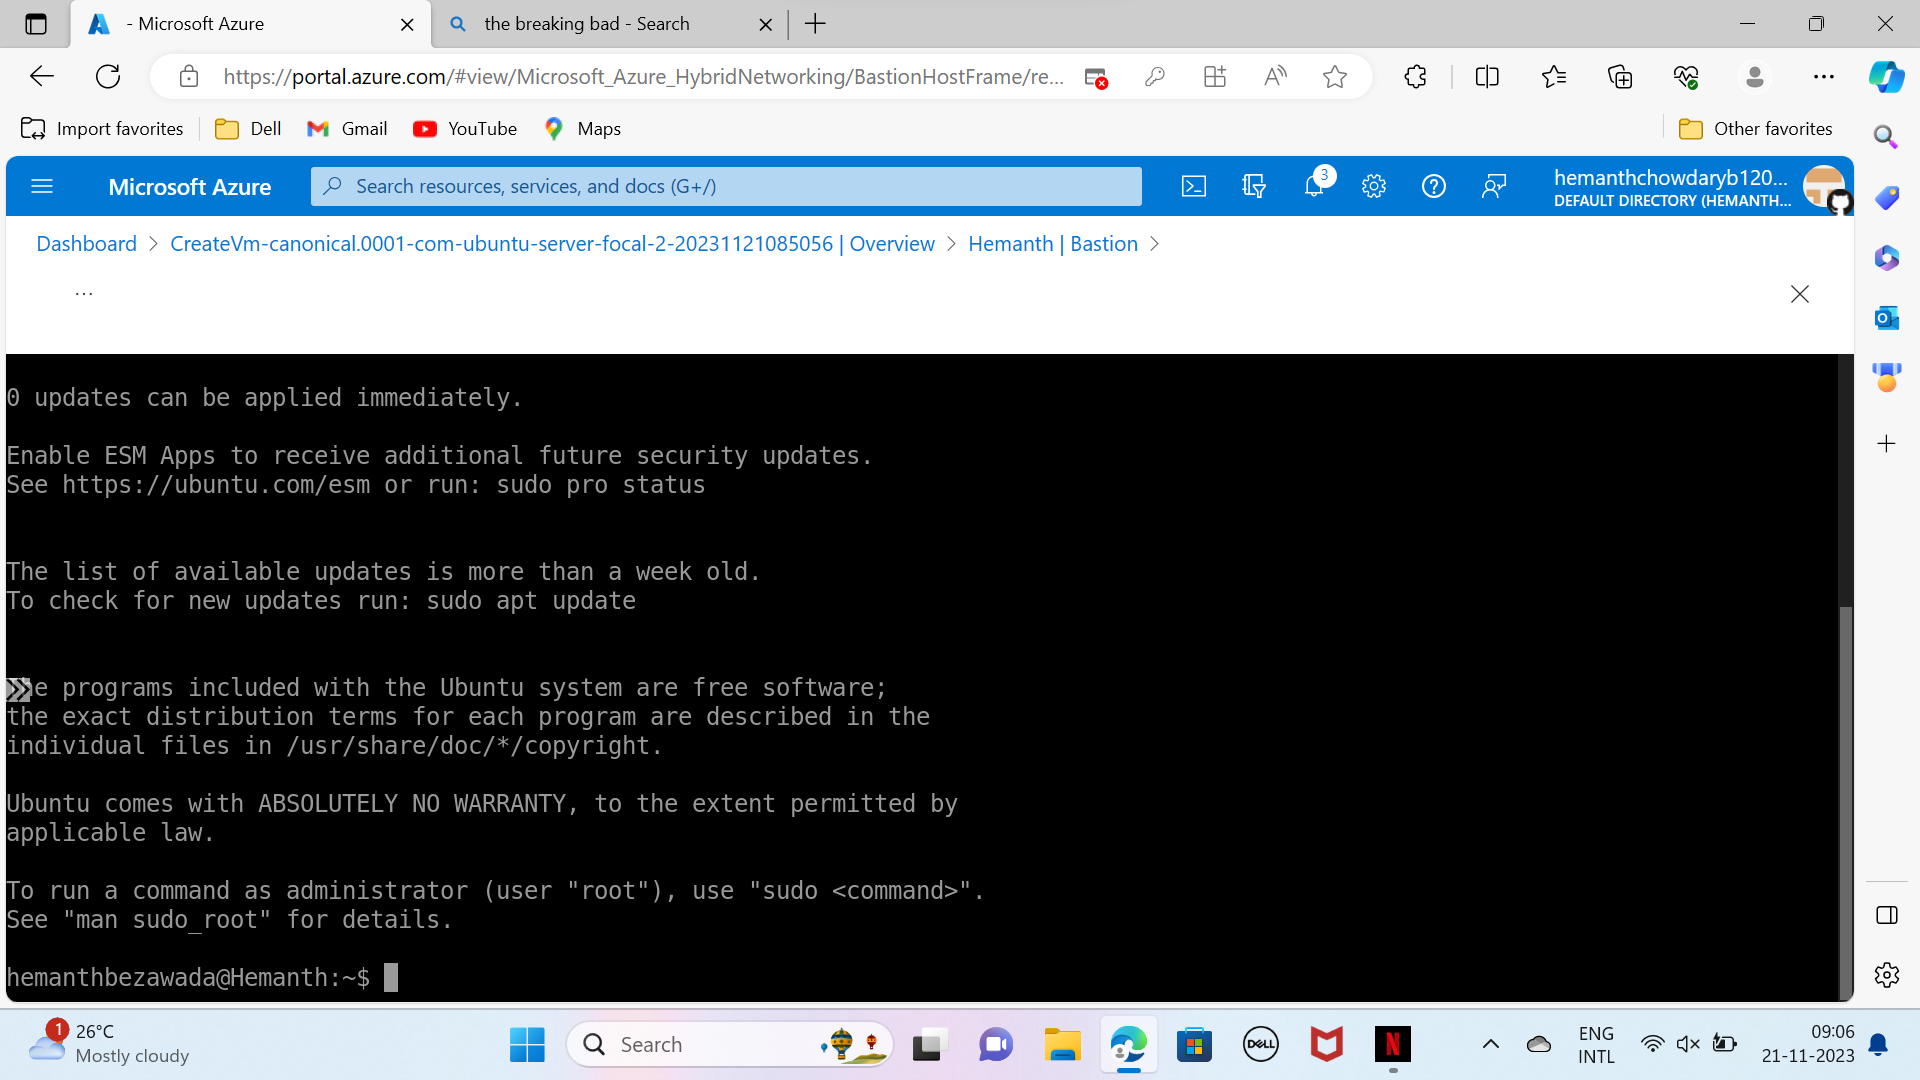 - Microsoft Azure
the breaking bad - Search
https://portal.azure.com/#view/Microsoft_Azure_HybridNetworking/BastionHostFrame/re...
Import favorites
Dell
Gmail
YouTube
Maps
Other favorites
Microsoft Azure
Search resources, services, and docs (G+/)
3
hemanthchowdaryb120...
DEFAULT DIRECTORY (HEMANTH...
Dashboard > CreateVm-canonical.0001-com-ubuntu-server-focal-2-20231121085056 | Overview > Hemanth | Bastion >
...
0 updates can be applied immediately.
Enable ESM Apps to receive additional future security updates.
See https://ubuntu.com/esm or run: sudo pro status
The list of available updates is more than a week old.
To check for new updates run: sudo apt update
e programs included with the Ubuntu system are free software;
the exact distribution terms for each program are described in the
individual files in /usr/share/doc/*/copyright.
Ubuntu comes with ABSOLUTELY NO WARRANTY, to the extent permitted by
applicable law.
To run a command as administrator (user "root"), use "sudo <command>".
See "man sudo_root" for details.
hemanthbezawada@Hemanth:~$
1
26°C
Mostly cloudy
Search
DELL
N
ENG
INTL
09:06
21-11-2023